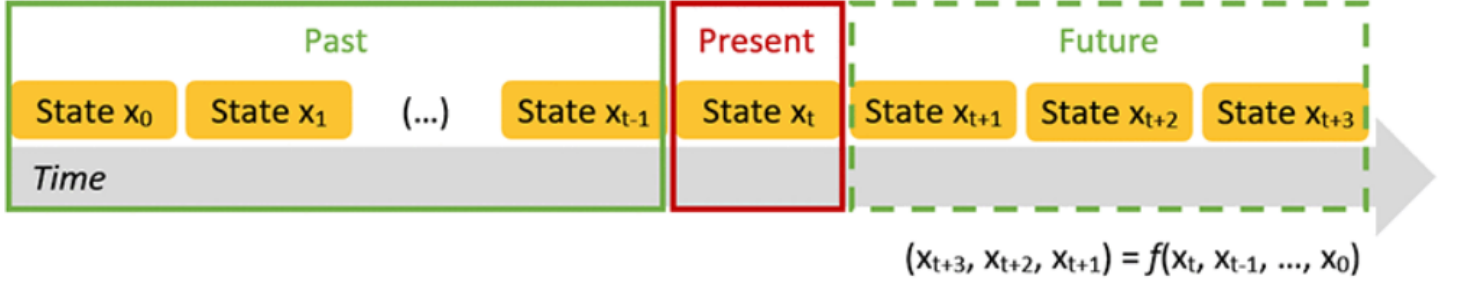 Past Present Future
State x₀ State x₁ (...) State xₜ₋₁ State xₜ State xₜ₊₁ State xₜ₊₂ State xₜ₊₃
Time
(xₜ₊₃, xₜ₊₂, xₜ₊₁) = f(xₜ, xₜ₋₁, ..., x₀)